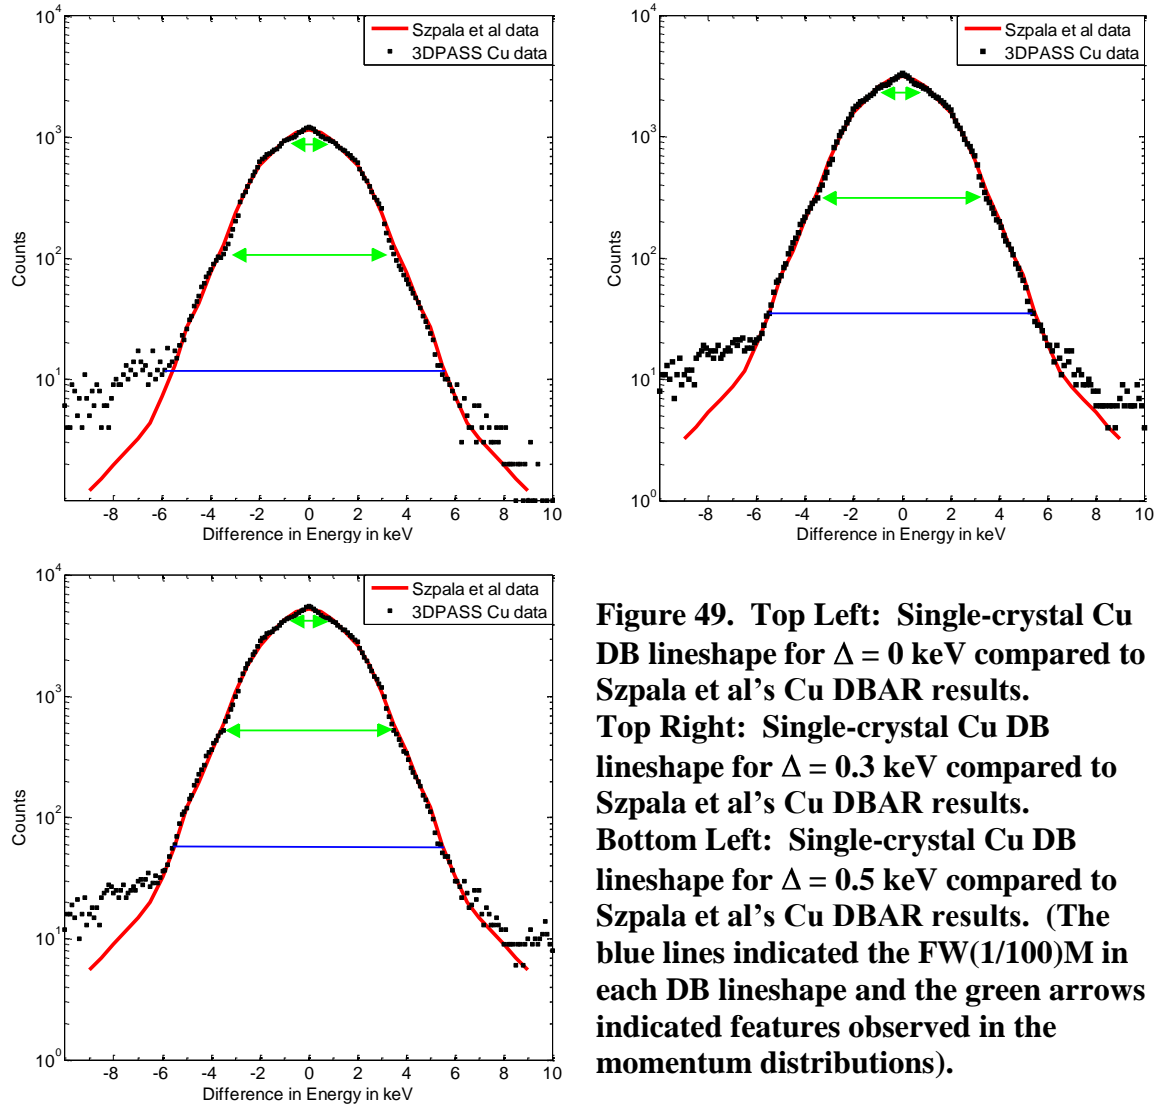 10^4
10^3
10^2
10^1
Counts
Szpala et al data
3DPASS Cu data
-8 -6 -4 -2 0 2 4 6 8 10
Difference in Energy in keV
10^4
10^3
10^2
10^1
10^0
Counts
Szpala et al data
3DPASS Cu data
-8 -6 -4 -2 0 2 4 6 8 10
Difference in Energy in keV
10^4
10^3
10^2
10^1
10^0
Counts
Szpala et al data
3DPASS Cu data
-8 -6 -4 -2 0 2 4 6 8 10
Difference in Energy in keV
Figure 49. Top Left: Single-crystal Cu
DB lineshape for Δ = 0 keV compared to
Szpala et al’s Cu DBAR results.
Top Right: Single-crystal Cu DB
lineshape for Δ = 0.3 keV compared to
Szpala et al’s Cu DBAR results.
Bottom Left: Single-crystal Cu DB
lineshape for Δ = 0.5 keV compared to
Szpala et al’s Cu DBAR results. (The
blue lines indicated the FW(1/100)M in
each DB lineshape and the green arrows
indicated features observed in the
momentum distributions).